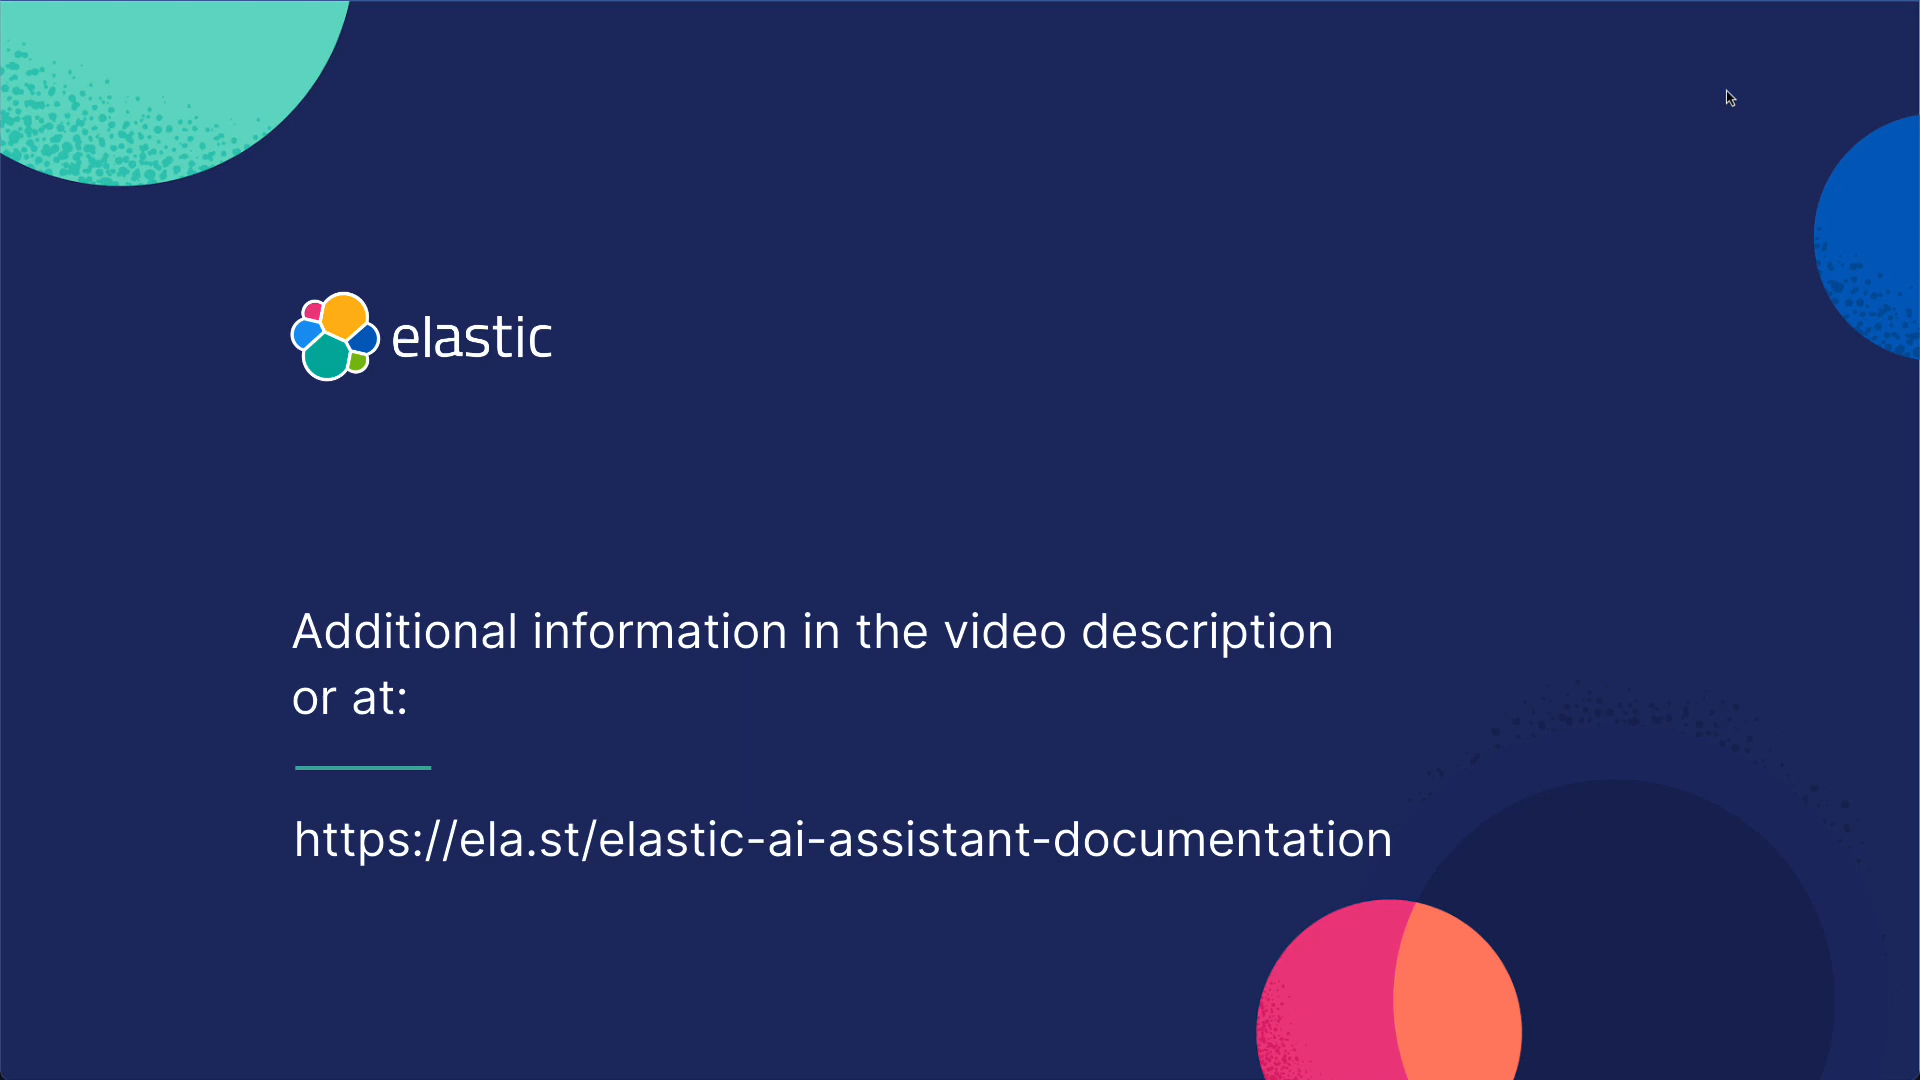 elastic
Additional information in the video description
or at:
https://ela.st/elastic-ai-assistant-documentation